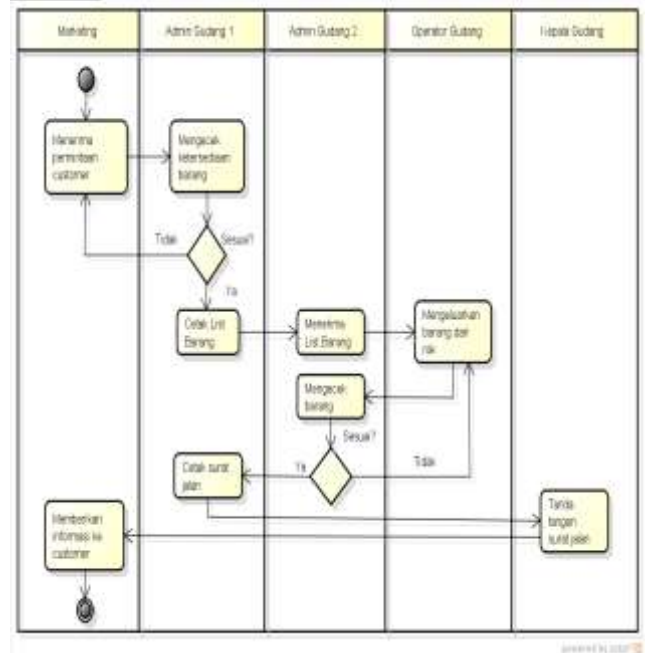 Marketing
Admin Gudang 1
Admin Gudang 2
Operator Gudang
Kepala Gudang
Menerima
permintaan
customer
Mengecek
ketersediaan
barang
Tidak
Sesuai?
Ya
Cetak List
Barang
Menerima
List Barang
Mengeluarkan
barang dari
rak
Mengecek
barang
Sesuai?
Ya
Tidak
Cetak surat
jalan
Tanda
tangan
surat jalan
Memberikan
informasi ke
customer
powered by